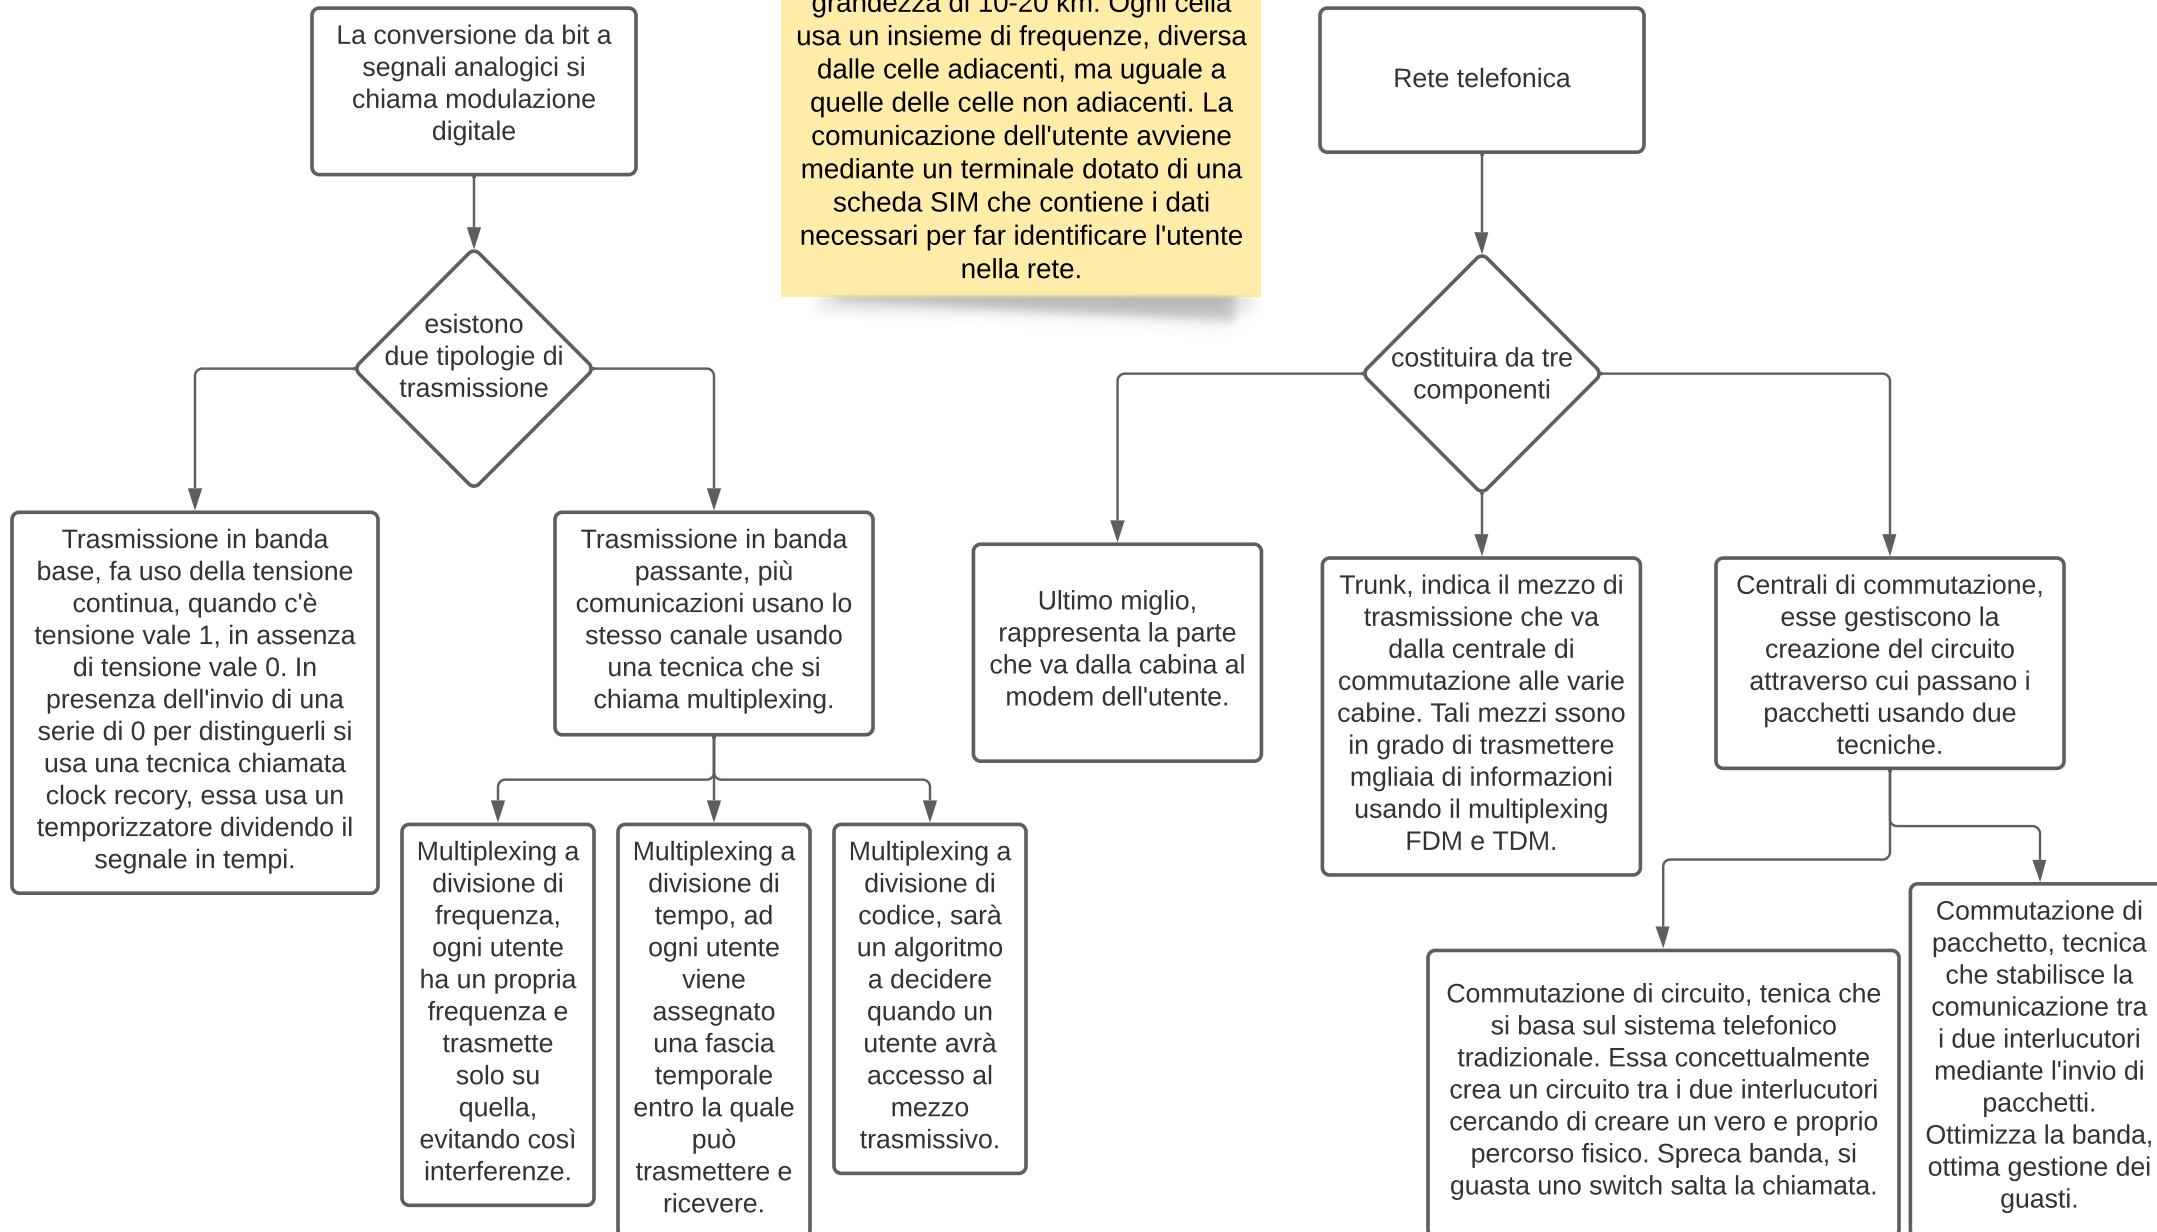 La conversione da bit a
segnali analogici si
chiama modulazione
digitale
esistono
due tipologie di
trasmissione
Trasmissione in banda
base, fa uso della tensione
continua, quando c'è
tensione vale 1, in assenza
di tensione vale 0. In
presenza dell'invio di una
serie di 0 per distinguerli si
usa una tecnica chiamata
clock recory, essa usa un
temporizzatore dividendo il
segnale in tempi.
Trasmissione in banda
passante, più
comunicazioni usano lo
stesso canale usando
una tecnica che si
chiama multiplexing.
Multiplexing a
divisione di
frequenza,
ogni utente
ha un propria
frequenza e
trasmette
solo su
quella,
evitando così
interferenze.
Multiplexing a
divisione di
tempo, ad
ogni utente
viene
assegnato
una fascia
temporale
entro la quale
può
trasmettere e
ricevere.
Multiplexing a
divisione di
codice, sarà
un algoritmo
a decidere
quando un
utente avrà
accesso al
mezzo
trasmissivo.
grandezza di 10-20 km. Ogni cella
usa un insieme di frequenze, diversa
dalle celle adiacenti, ma uguale a
quelle delle celle non adiacenti. La
comunicazione dell'utente avviene
mediante un terminale dotato di una
scheda SIM che contiene i dati
necessari per far identificare l'utente
nella rete.
Rete telefonica
costituira da tre
componenti
Ultimo miglio,
rappresenta la parte
che va dalla cabina al
modem dell'utente.
Trunk, indica il mezzo di
trasmissione che va
dalla centrale di
commutazione alle varie
cabine. Tali mezzi ssono
in grado di trasmettere
mgliaia di informazioni
usando il multiplexing
FDM e TDM.
Centrali di commutazione,
esse gestiscono la
creazione del circuito
attraverso cui passano i
pacchetti usando due
tecniche.
Commutazione di circuito, tenica che
si basa sul sistema telefonico
tradizionale. Essa concettualmente
crea un circuito tra i due interlucutori
cercando di creare un vero e proprio
percorso fisico. Spreca banda, si
guasta uno switch salta la chiamata.
Commutazione di
pacchetto, tecnica
che stabilisce la
comunicazione tra
i due interlucutori
mediante l'invio di
pacchetti.
Ottimizza la banda,
ottima gestione dei
guasti.